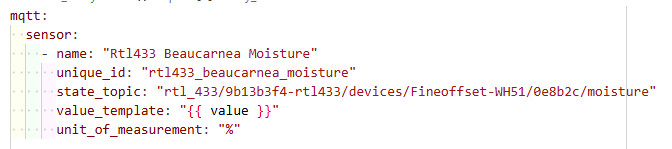 mqtt:
sensor:
- name: "Rtl433 Beaucarnea Moisture"
unique_id: "rtl433_beaucarnea_moisture"
state_topic: "rtl_433/9b13b3f4-rtl433/devices/Fineoffset-WH51/0e8b2c/moisture"
value_template: "{{ value }}"
unit_of_measurement: "%"